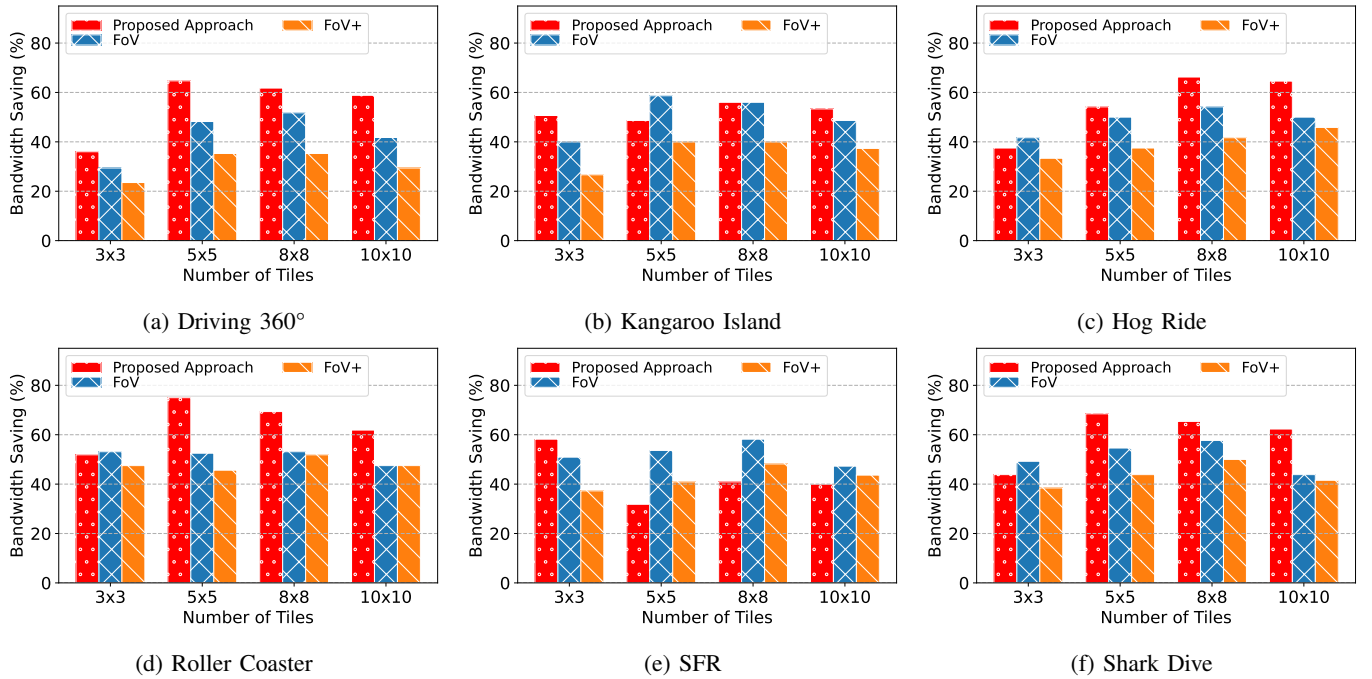 Proposed Approach
FoV
FoV+
Bandwidth Saving (%)
80
60
40
20
0
3x3 5x5 8x8 10x10
Number of Tiles
(a) Driving 360°
Proposed Approach
FoV
FoV+
Bandwidth Saving (%)
80
60
40
20
0
3x3 5x5 8x8 10x10
Number of Tiles
(b) Kangaroo Island
Proposed Approach
FoV
FoV+
Bandwidth Saving (%)
80
60
40
20
0
3x3 5x5 8x8 10x10
Number of Tiles
(c) Hog Ride
Proposed Approach
FoV
FoV+
Bandwidth Saving (%)
80
60
40
20
0
3x3 5x5 8x8 10x10
Number of Tiles
(d) Roller Coaster
Proposed Approach
FoV
FoV+
Bandwidth Saving (%)
80
60
40
20
0
3x3 5x5 8x8 10x10
Number of Tiles
(e) SFR
Proposed Approach
FoV
FoV+
Bandwidth Saving (%)
80
60
40
20
0
3x3 5x5 8x8 10x10
Number of Tiles
(f) Shark Dive